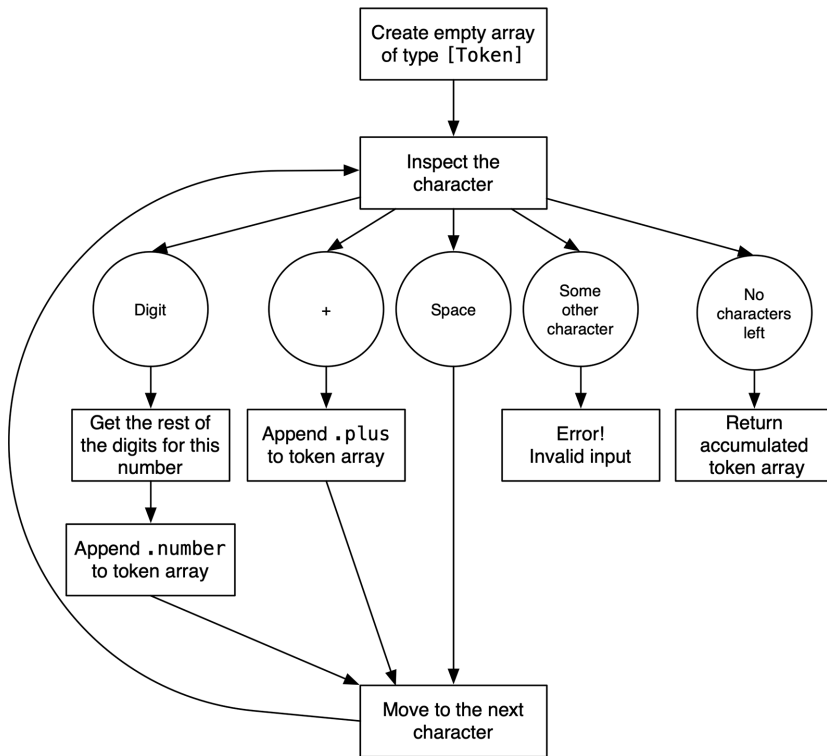 Create empty array
of type [Token]
Inspect the
character
Digit
+
Space
Some
other
character
No
characters
left
Get the rest of
the digits for this
number
Append .plus
to token array
Error!
Invalid input
Return
accumulated
token array
Append .number
to token array
Move to the next
character